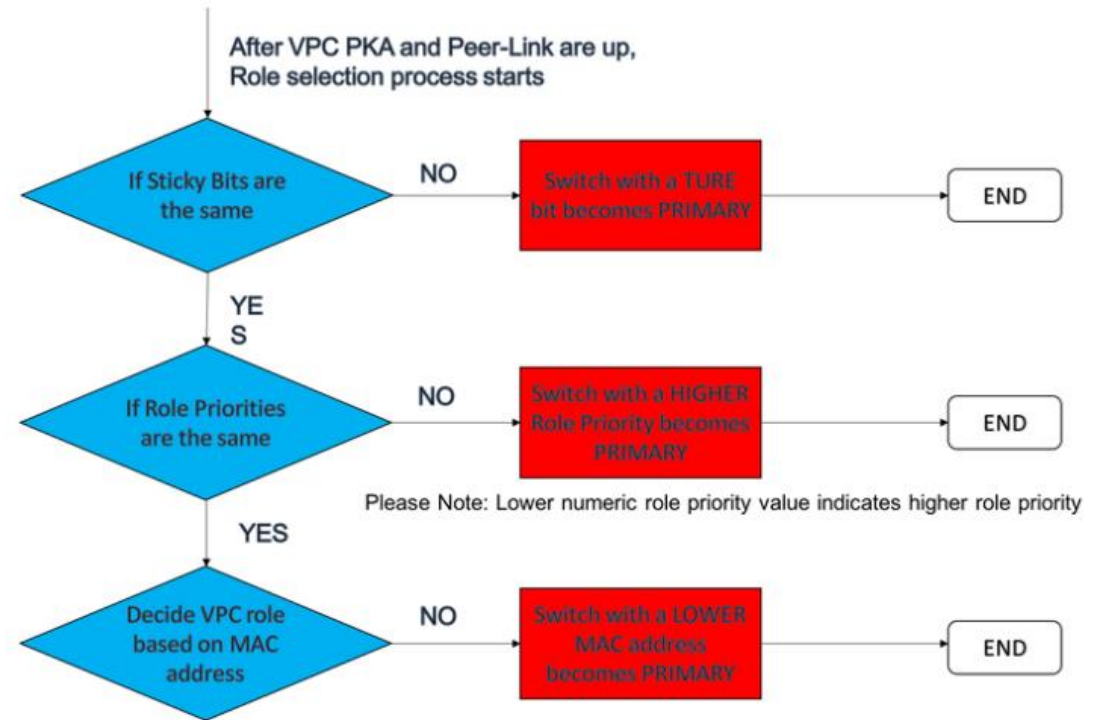 After VPC PKA and Peer-Link are up,
Role selection process starts
If Sticky Bits are
the same
NO
Switch with a TURE
bit becomes PRIMARY
END
YE
S
If Role Priorities
are the same
NO
Switch with a HIGHER
Role Priority becomes
PRIMARY
END
Please Note: Lower numeric role priority value indicates higher role priority
YES
Decide VPC role
based on MAC
address
NO
Switch with a LOWER
MAC address
becomes PRIMARY
END